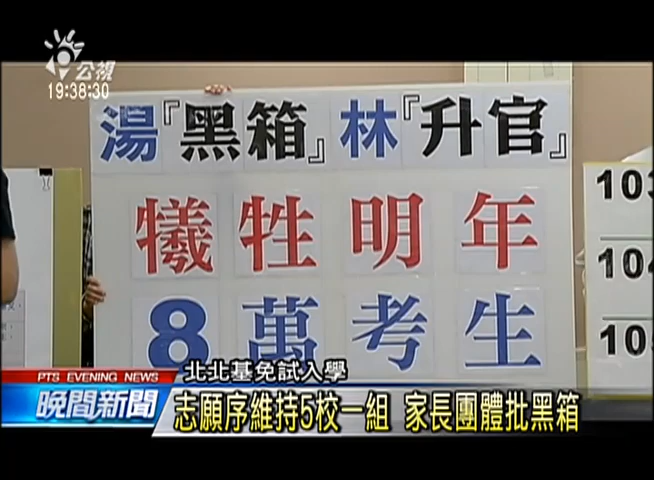 公視
19:38:30
湯『黑箱』林『升官』
犧牲明年
8萬考生
103
104
105
PTS EVENING NEWS
晚間新聞
北北基免試入學
志願序維持5校一組 家長團體批黑箱